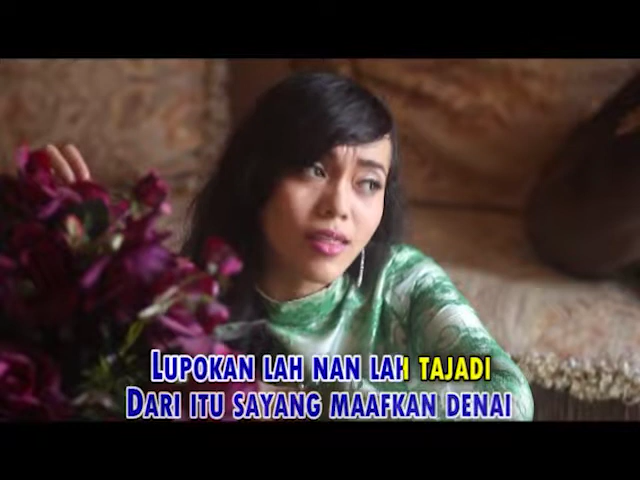 LUPOKAN LAH NAN LAH TAJADI
DARI ITU SAYANG MAAFKAN DENAI